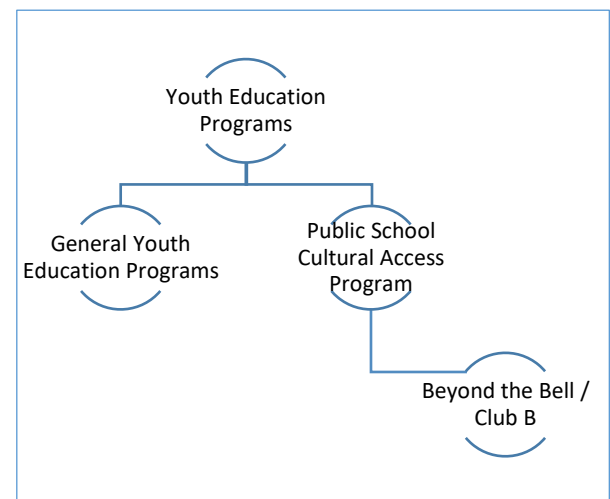 Youth Education
Programs
General Youth
Education Programs
Public School
Cultural Access
Program
Beyond the Bell /
Club B